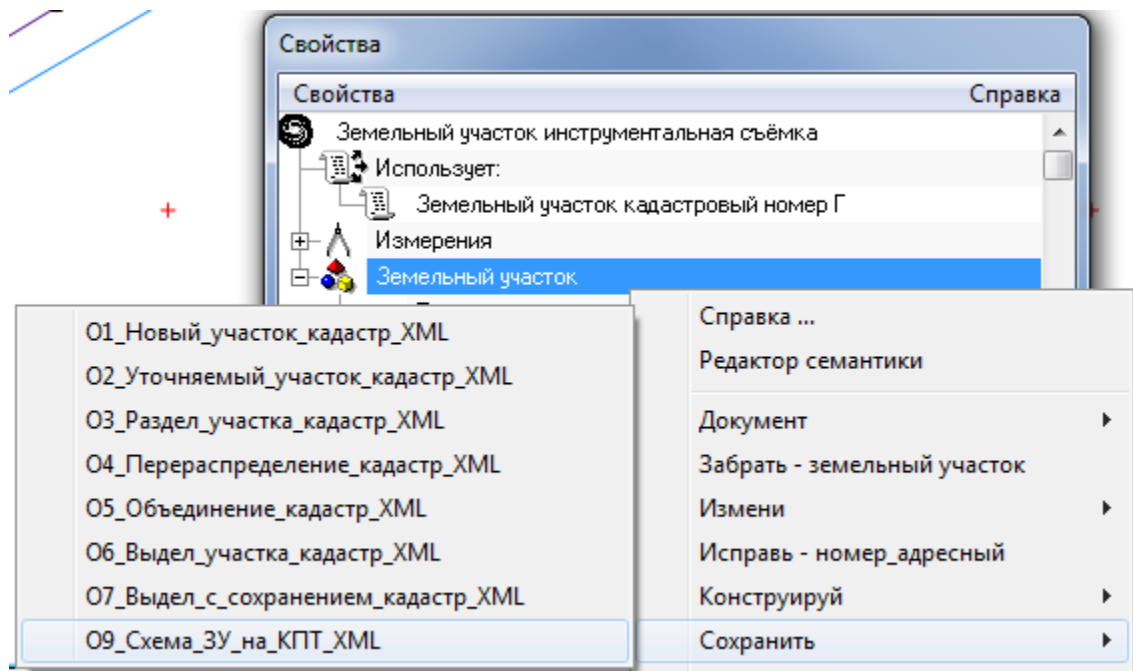 Свойства
Свойства Справка
Земельный участок инструментальная съёмка
Использует:
Земельный участок кадастровый номер Г
Измерения
Земельный участок
О1_Новый_участок_кадастр_XML
О2_Уточняемый_участок_кадастр_XML
О3_Раздел_участка_кадастр_XML
О4_Перераспределение_кадастр_XML
О5_Объединение_кадастр_XML
О6_Выдел_участка_кадастр_XML
О7_Выдел_с_сохранением_кадастр_XML
О9_Схема_ЗУ_на_КПТ_XML
Справка ...
Редактор семантики
Документ
Забрать - земельный участок
Измени
Исправь - номер_адресный
Конструируй
Сохранить